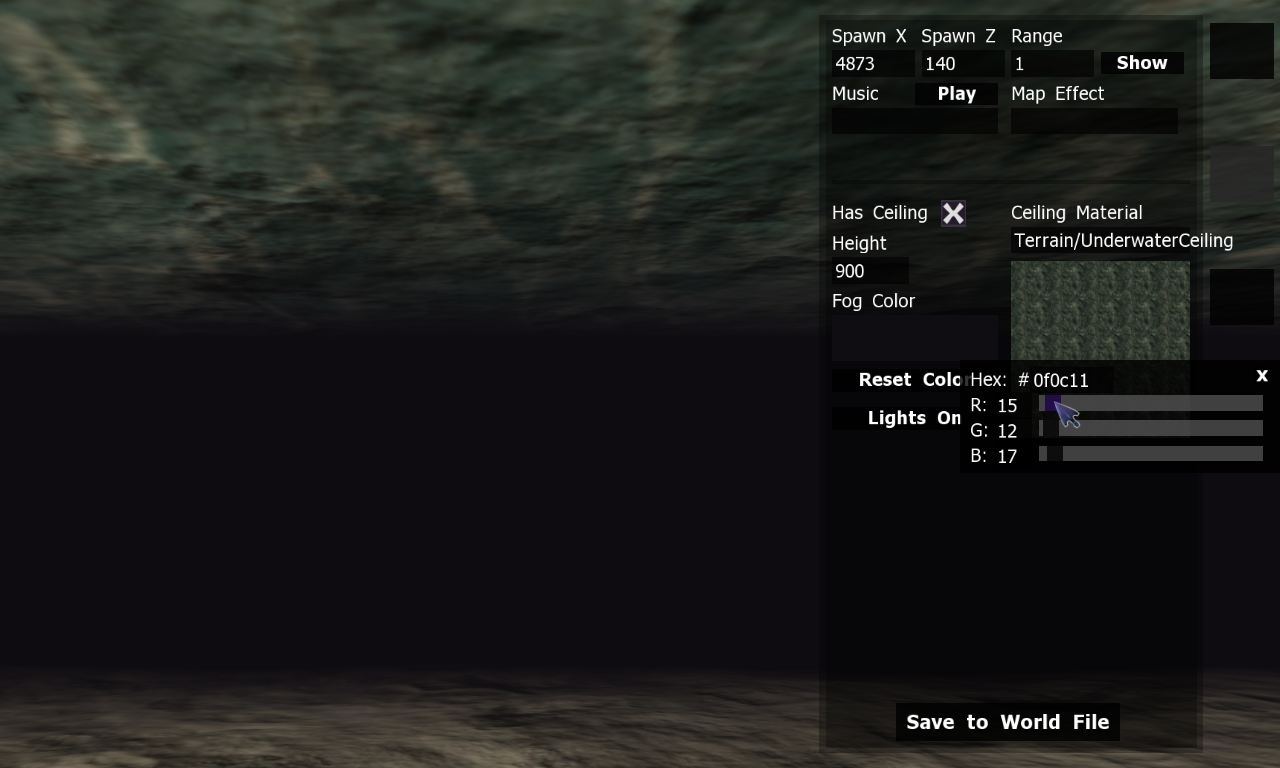 Spawn X Spawn Z Range
4873 140 1 Show
Music Play Map Effect
Has Ceiling Ceiling Material
Height Terrain/UnderwaterCeiling
900
Fog Color
Reset Colo
Hex: # 0f0c11 x
R: 15
Lights On
G: 12
B: 17
Save to World File